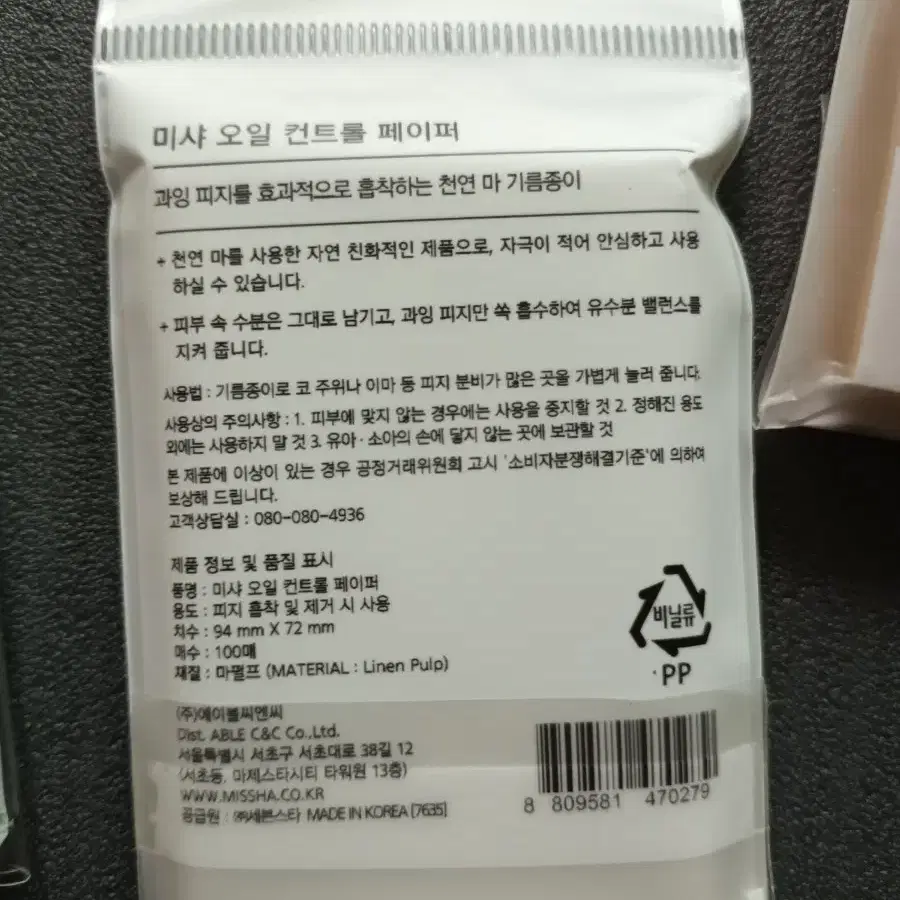 미샤 오일 컨트롤 페이퍼
과잉 피지를 효과적으로 흡착하는 천연 마 기름종이
+ 천연 마를 사용한 자연 친화적인 제품으로, 자극이 적어 안심하고 사용
하실 수 있습니다.
+ 피부 속 수분은 그대로 남기고, 과잉 피지만 쏙 흡수하여 유수분 밸런스를
지켜 줍니다.
사용법 : 기름종이로 코 주위나 이마 등 피지 분비가 많은 곳을 가볍게 눌러 줍니다.
사용상의 주의사항 : 1. 피부에 맞지 않는 경우에는 사용을 중지할 것 2. 정해진 용도
외에는 사용하지 말 것 3. 유아·소아의 손에 닿지 않는 곳에 보관할 것
본 제품에 이상이 있는 경우 공정거래위원회 고시 '소비자분쟁해결기준'에 의하여
보상해 드립니다.
고객상담실 : 080-080-4936
제품 정보 및 품질 표시
품명 : 미샤 오일 컨트롤 페이퍼
용도 : 피지 흡착 및 제거 시 사용
치수 : 94 mm X 72 mm
매수 : 100매
재질 : 마펄프 (MATERIAL : Linen Pulp)
비닐류
PP
(주)에이블씨엔씨
Dist. ABLE C&C Co.,Ltd.
서울특별시 서초구 서초대로 38길 12
(서초동, 마제스타시티 타워원 13층)
WWW.MISSHA.CO.KR
공급원 : ㈜세븐스타 MADE IN KOREA [7635]
8 809581 470279